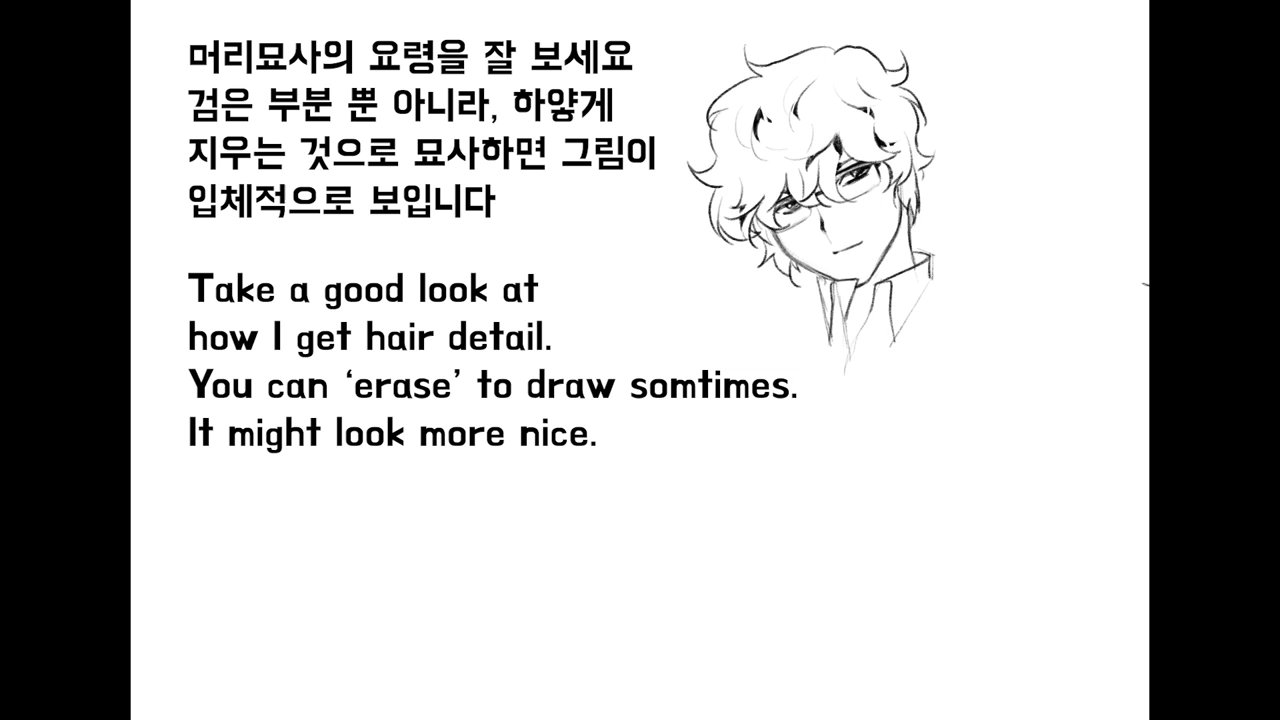 머리묘사의 요령을 잘 보세요
검은 부분 뿐 아니라, 하얗게
지우는 것으로 묘사하면 그림이
입체적으로 보입니다
Take a good look at
how I get hair detail.
You can ‘erase’ to draw somtimes.
It might look more nice.